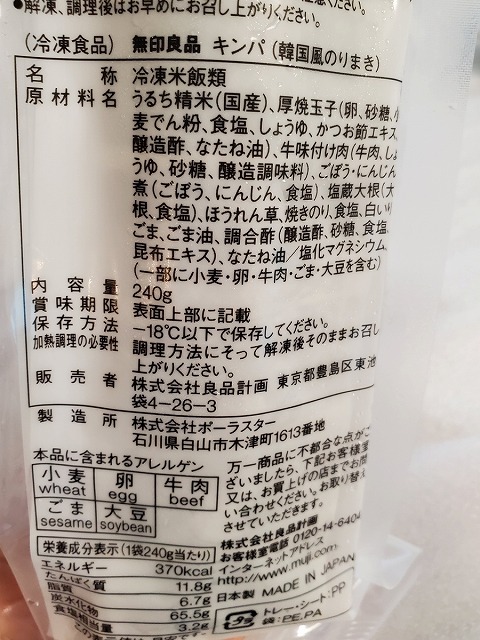 ●解凍、調理後はお早めにお召し上がりください。
(冷凍食品) 無印良品 キンパ(韓国風のりまき)
名称 冷凍米飯類
原材料名 うるち精米(国産)、厚焼玉子(卵、砂糖、小
麦でん粉、食塩、しょうゆ、かつお節エキス、
醸造酢、なたね油)、牛味付け肉(牛肉、しょ
うゆ、砂糖、醸造調味料)、ごぼう・にんじん
煮(ごぼう、にんじん、食塩)、塩蔵大根(大
根、食塩)、ほうれん草、焼きのり、食塩、白いり
ごま、ごま油、調合酢(醸造酢、砂糖、食塩、
昆布エキス)、なたね油/塩化マグネシウム、
(一部に小麦・卵・牛肉・ごま・大豆を含む)
内容量 240g
賞味期限 表面上部に記載
保存方法 −18℃以下で保存してください。
加熱調理の必要性 調理方法にそって解凍後そのままお召し
上がりください。
販売者 株式会社良品計画 東京都豊島区東池
袋4-26-3
製造所 株式会社ポーラスター
石川県白山市木津町1613番地
本品に含まれるアレルゲン
小麦 卵 牛肉
wheat egg beef
ごま 大豆
sesame soybean
万一商品に不都合な点がご
ざいましたら、下記お客様室
又は、お買上げの店までお問
い合わせください。お取り替え
させていただきます。
株式会社良品計画
お客様室電話 0120-14-6404
インターネットアドレス
http://www.muji.com
日本製 MADE IN JAPAN
トレー・シート:PP
袋:PE,PA
プラ
栄養成分表示(1袋240g当たり)
エネルギー 370kcal
たんぱく質 11.8g
脂質 6.7g
炭水化物 65.5g
食塩相当量 3.2g